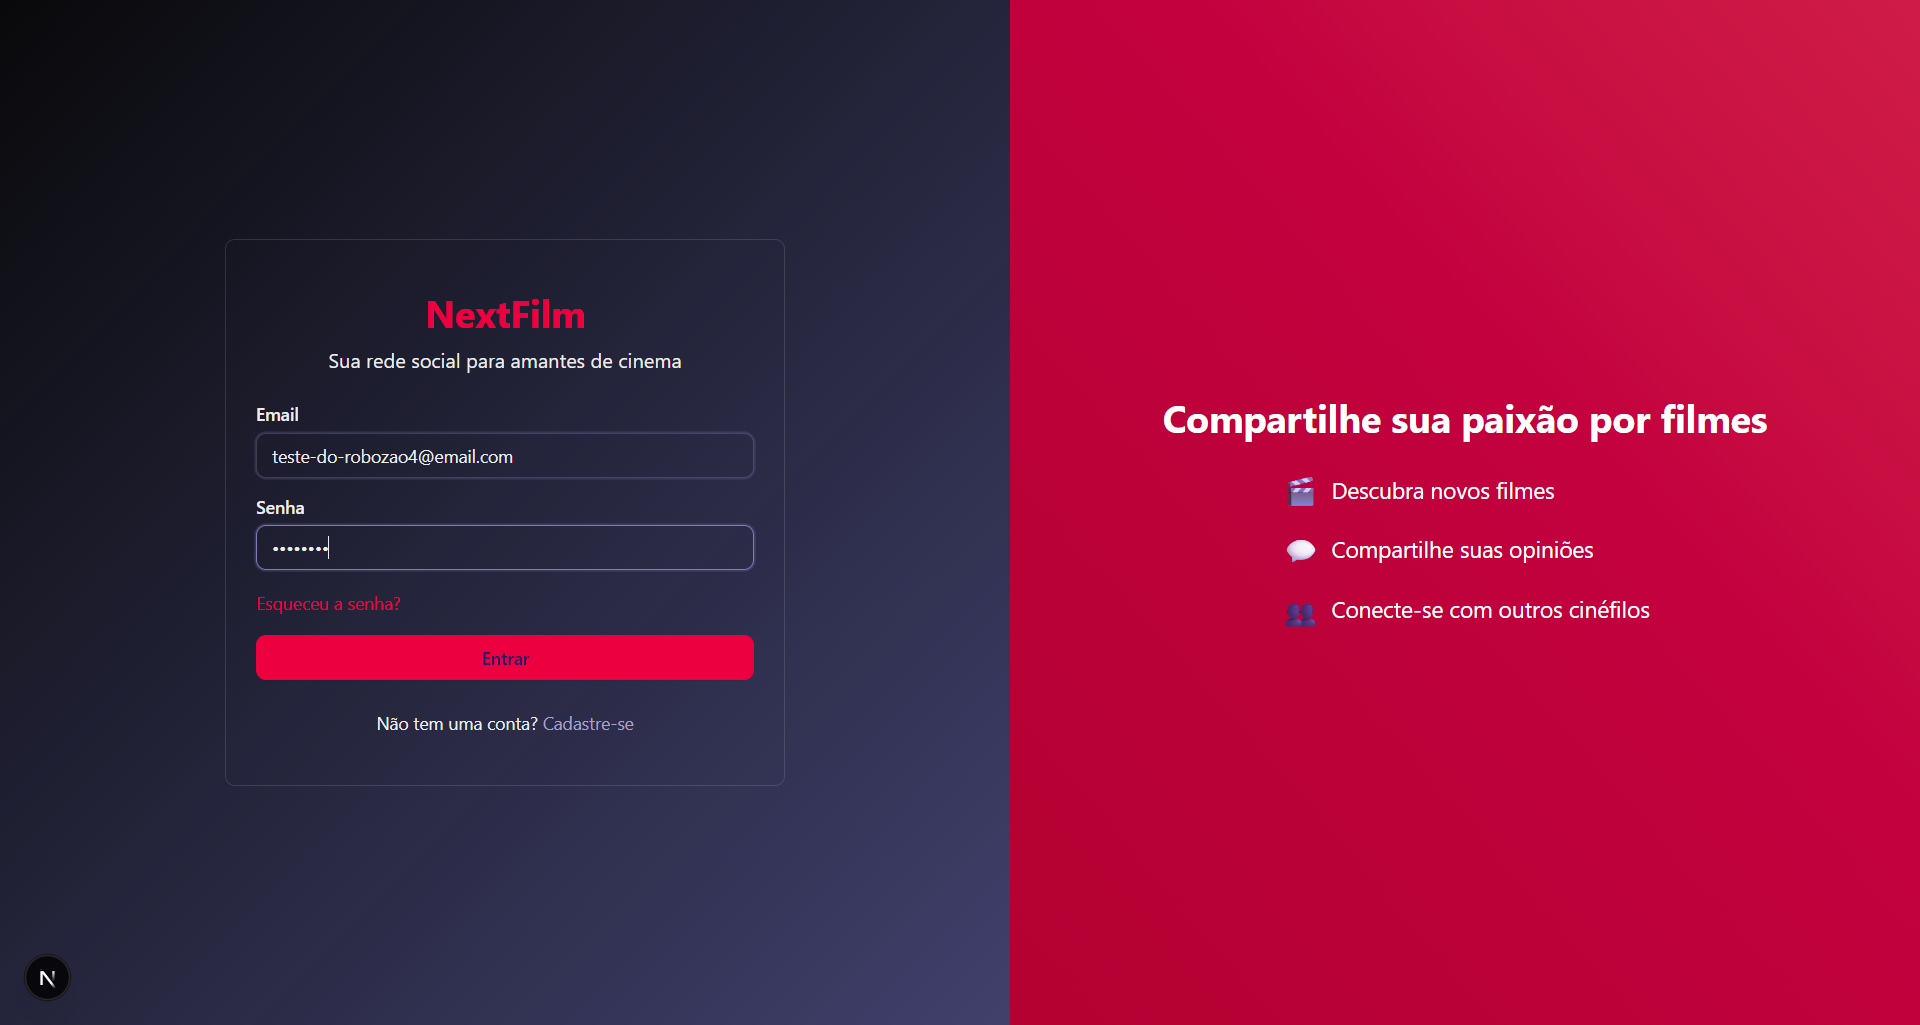 NextFilm
Sua rede social para amantes de cinema
Email
teste-do-robozao4@email.com
Senha
••••••••
Esqueceu a senha?
Entrar
Não tem uma conta? Cadastre-se
Compartilhe sua paixão por filmes
Descubra novos filmes
Compartilhe suas opiniões
Conecte-se com outros cinéfilos
N